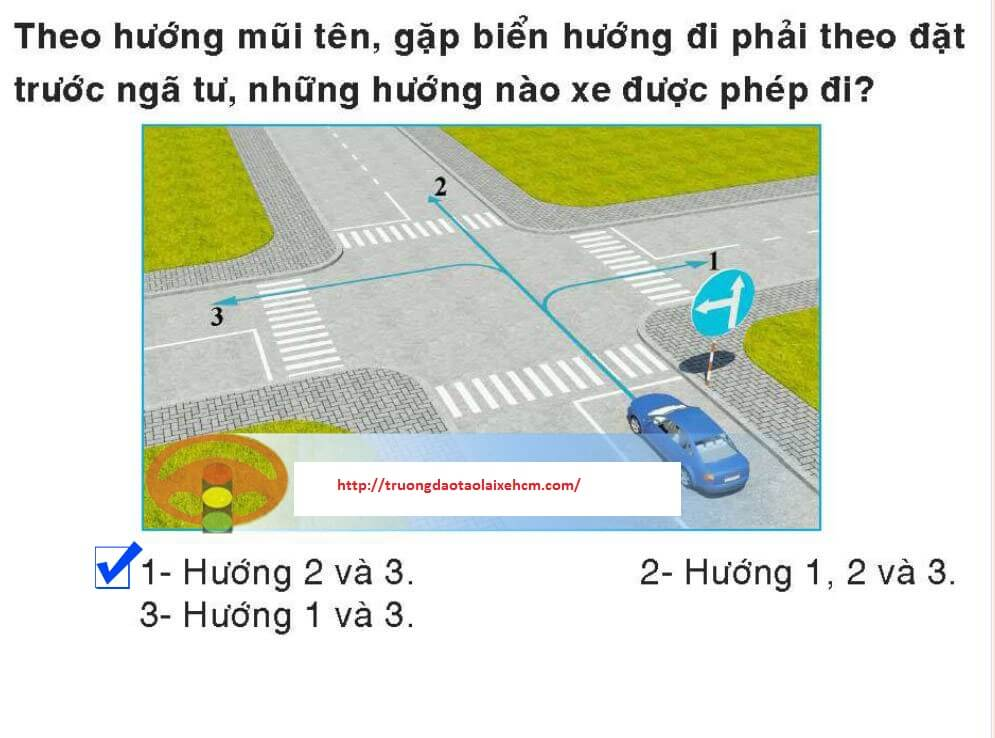 Theo hướng mũi tên, gặp biển hướng đi phải theo đặt
trước ngã tư, những hướng nào xe được phép đi?
2
1
3
http://truongdaotaolaixehcm.com/
1- Hướng 2 và 3. 2- Hướng 1, 2 và 3.
3- Hướng 1 và 3.